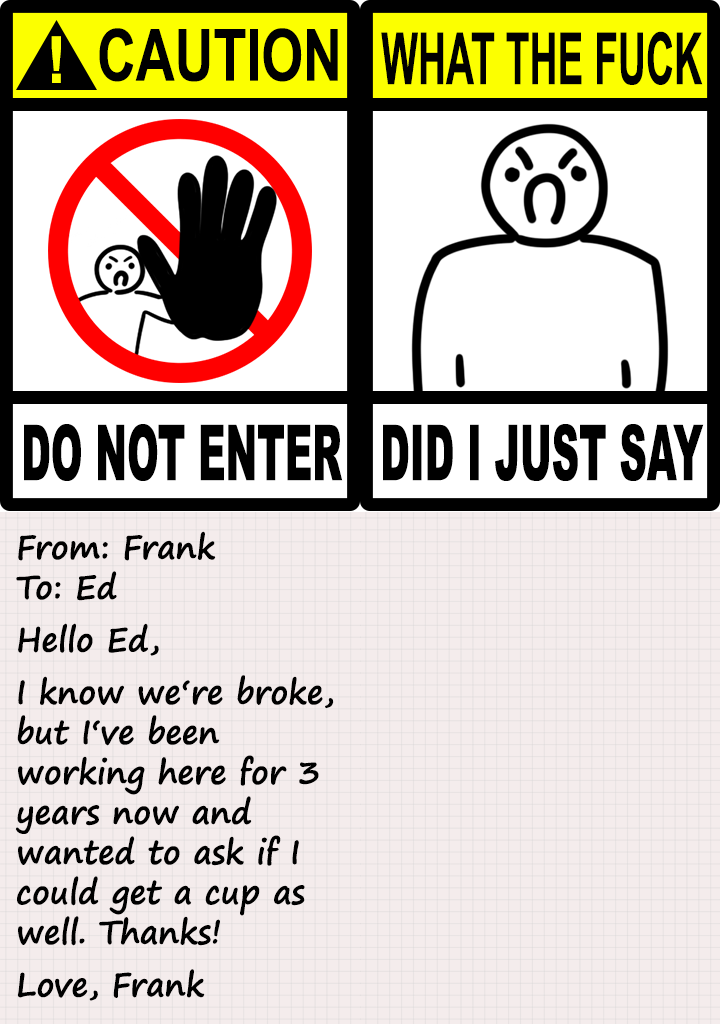 ! CAUTION
DO NOT ENTER
WHAT THE FUCK
DID I JUST SAY
From: Frank
To: Ed
Hello Ed,
I know we‘re broke,
but I‘ve been
working here for 3
years now and
wanted to ask if I
could get a cup as
well. Thanks!
Love, Frank